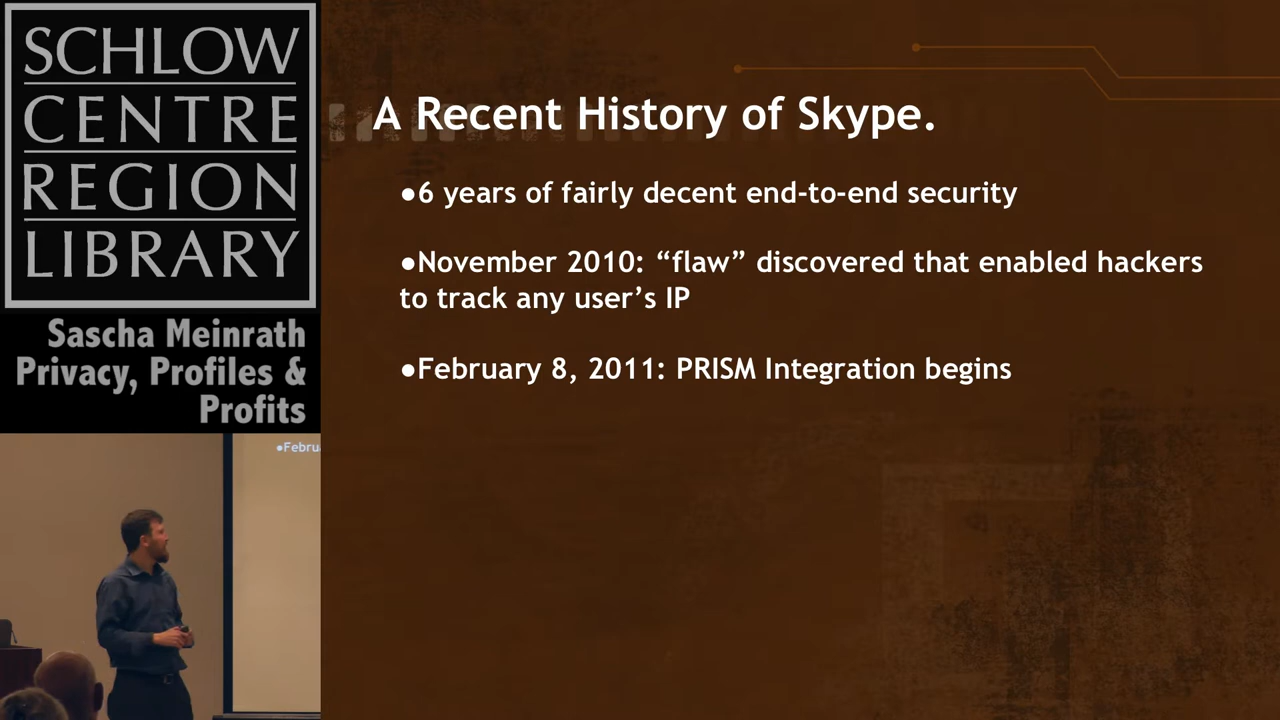 SCHLOW
CENTRE
REGION
LIBRARY
Sascha Meinrath
Privacy, Profiles &
Profits
●Febru
A Recent History of Skype.
●6 years of fairly decent end-to-end security
●November 2010: “flaw” discovered that enabled hackers
to track any user’s IP
●February 8, 2011: PRISM Integration begins